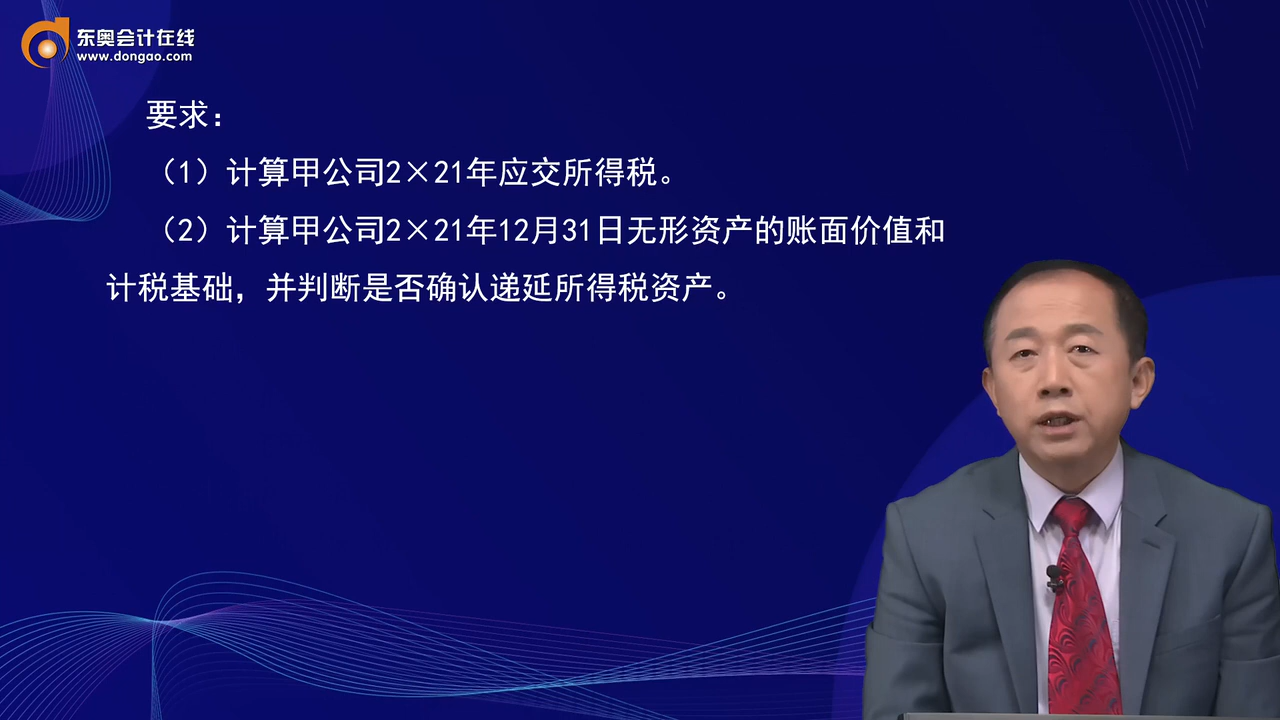 东奥会计在线
www.dongao.com
要求：
（1）计算甲公司2×21年应交所得税。
（2）计算甲公司2×21年12月31日无形资产的账面价值和
计税基础，并判断是否确认递延所得税资产。